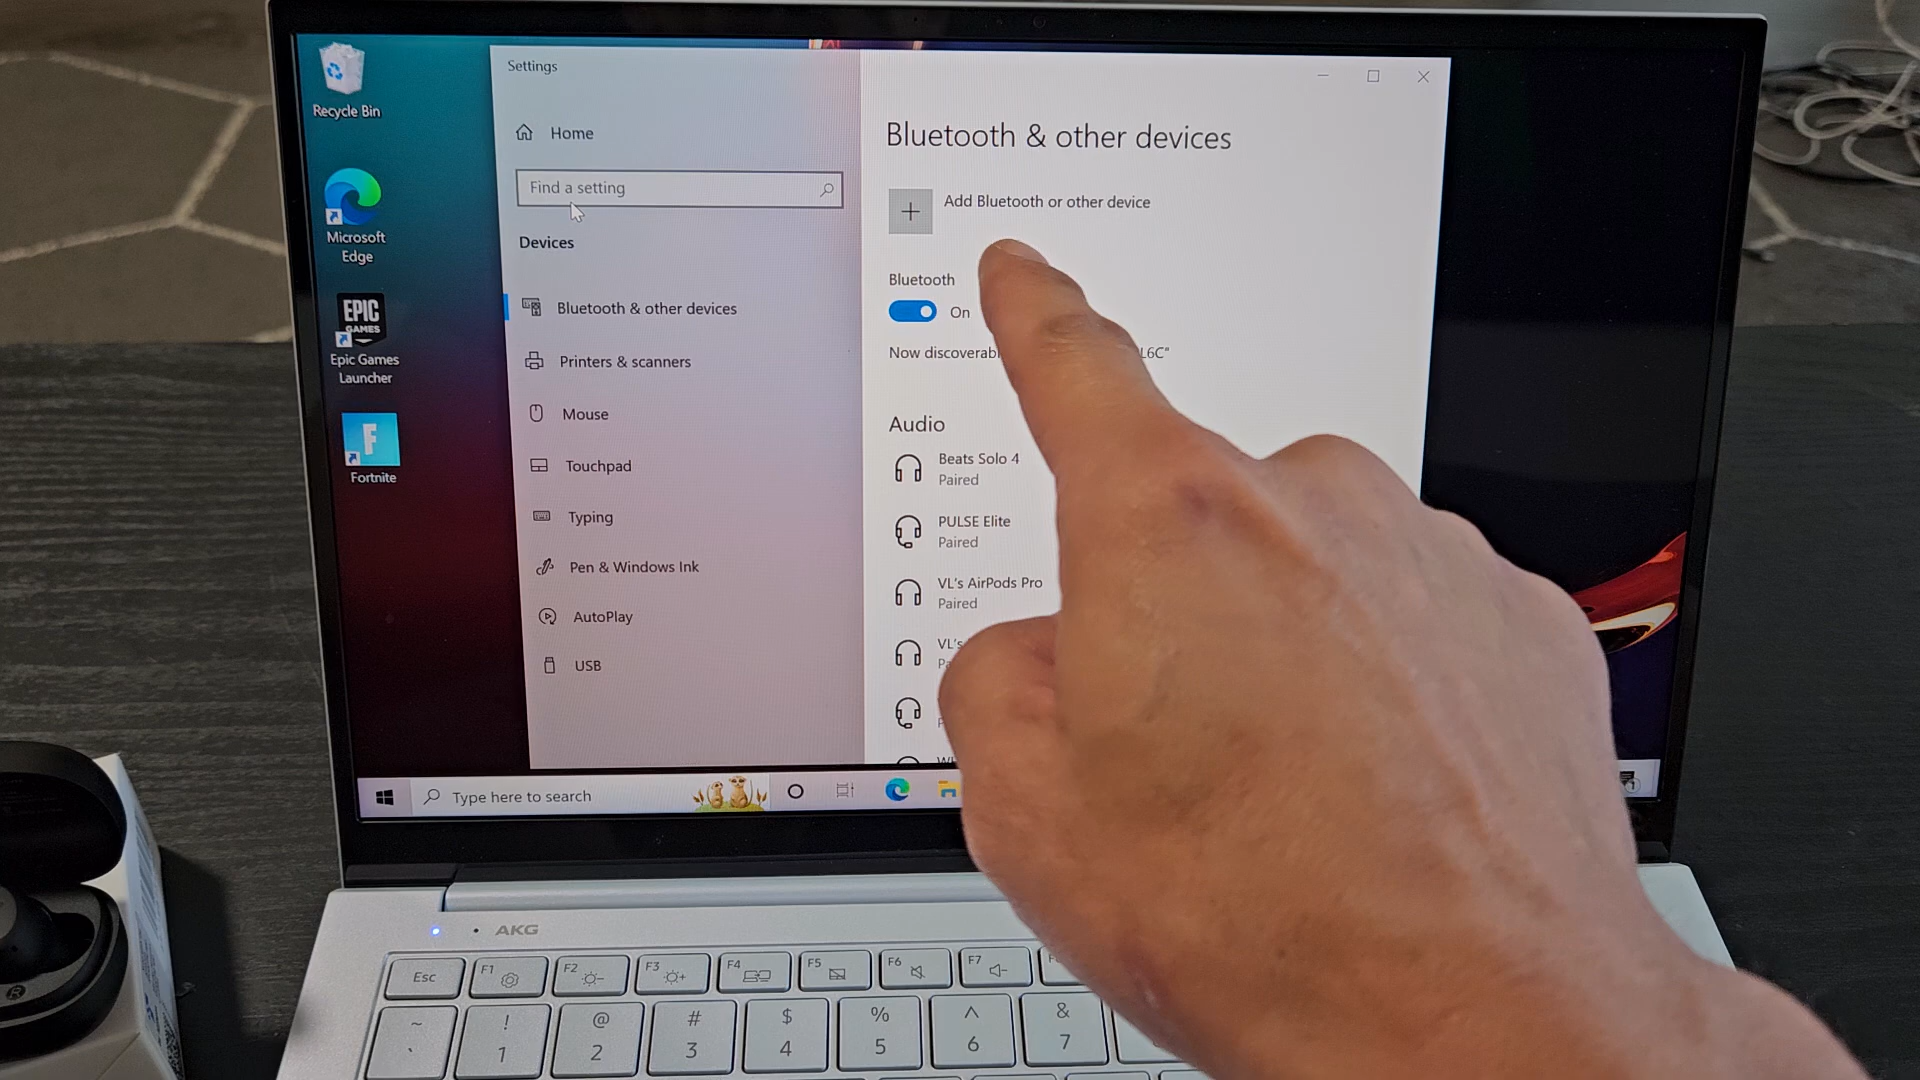 Recycle Bin
Microsoft
Edge
EPIC
GAMES
Epic Games
Launcher
F
Fortnite
Settings
Home
Find a setting
Devices
Bluetooth & other devices
Printers & scanners
Mouse
Touchpad
Typing
Pen & Windows Ink
AutoPlay
USB
Bluetooth & other devices
Add Bluetooth or other device
Bluetooth
On
Now L6C"
Audio
Beats Solo 4
Paired
PULSE Elite
Paired
VL's AirPods Pro
Paired
Type here to search
AKG
Esc F1 F2 F3 F4 F5 F6 F7
~ ! @ # $ % ^ &
` 1 2 3 4 5 6 7